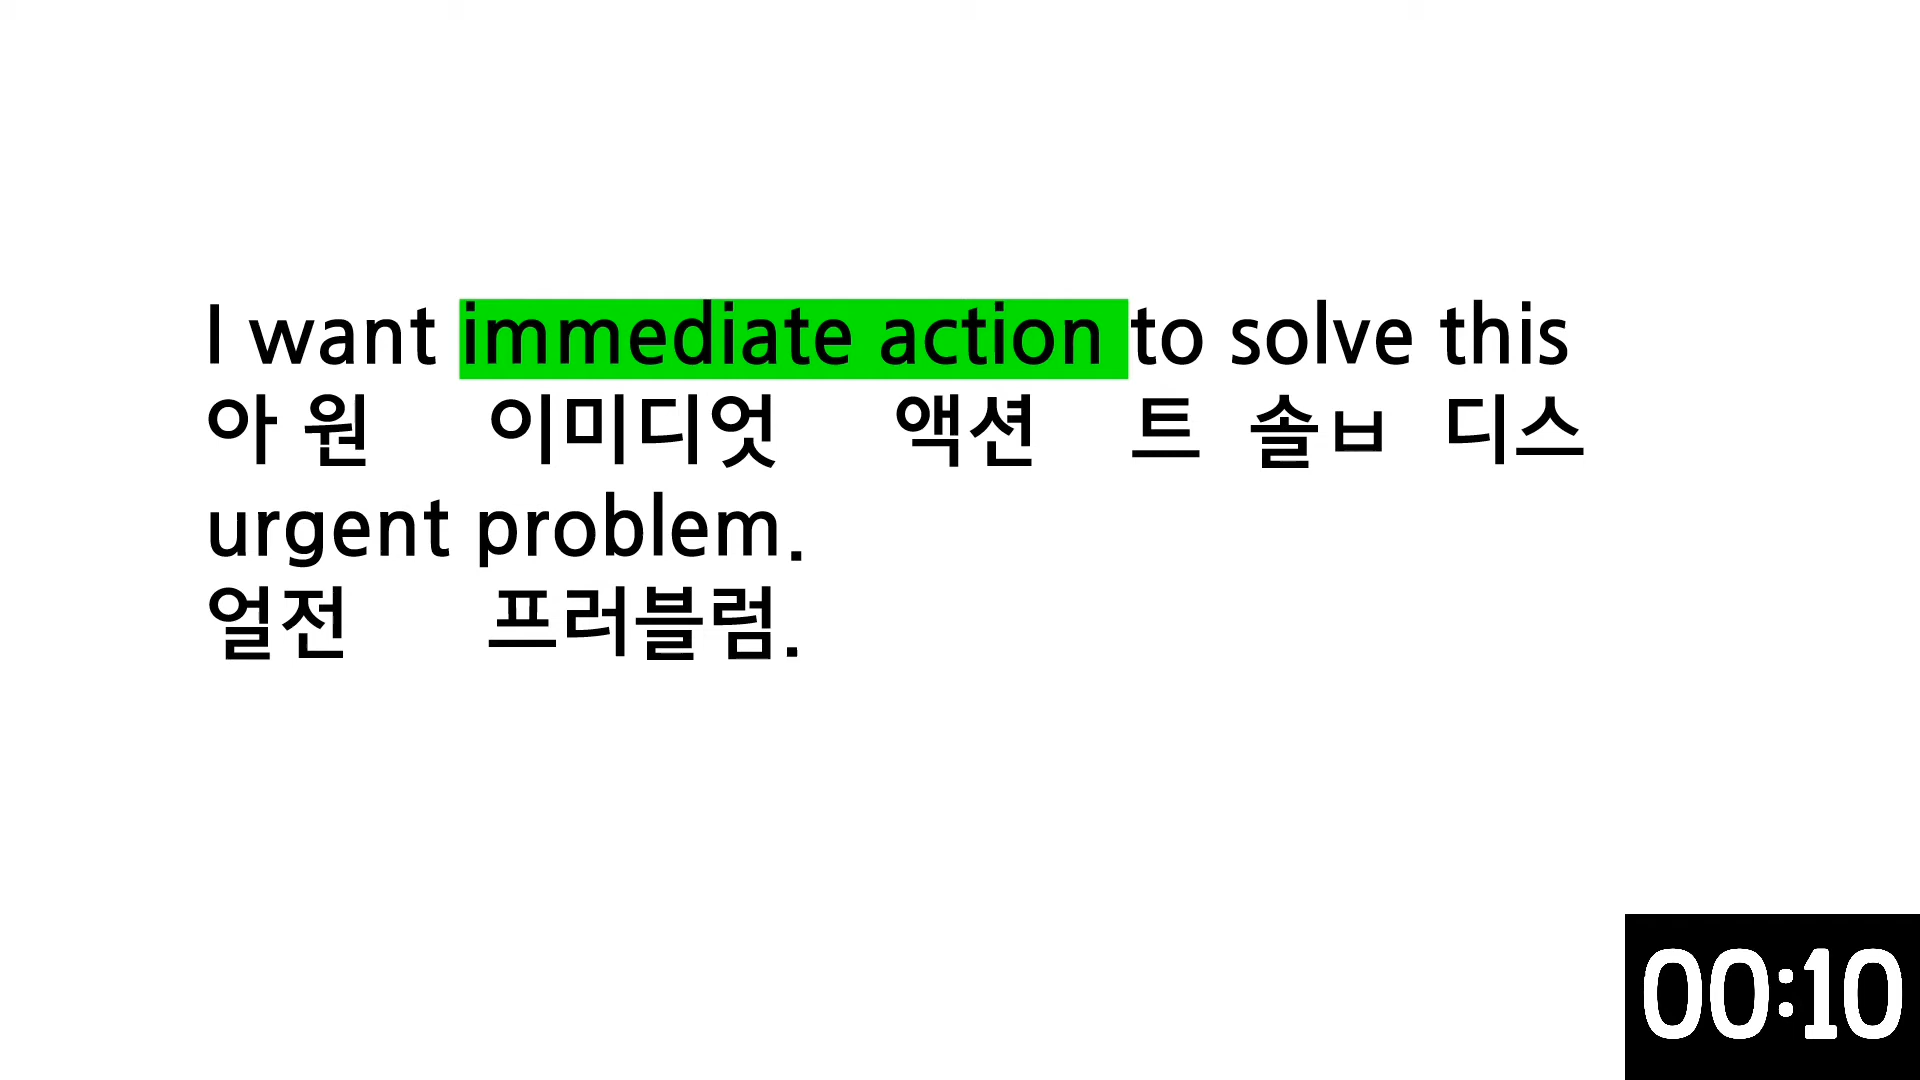 I want immediate action to solve this
아 원 이미디엇 액션 트 솔ㅂ 디스
urgent problem.
얼전 프러블럼.
00:10